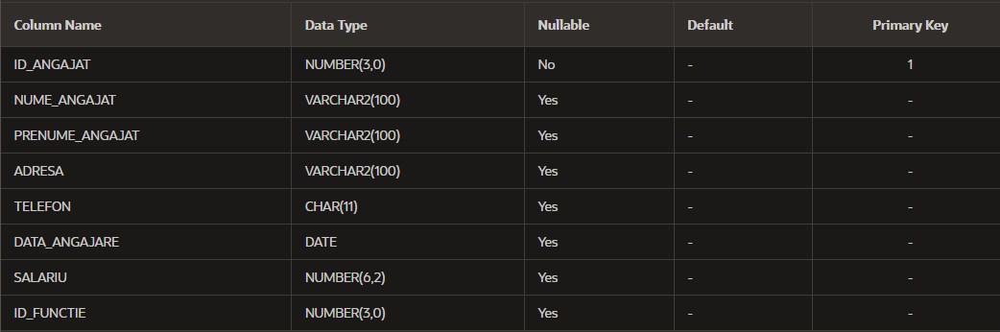 Column Name Data Type Nullable Default Primary Key
ID_ANGAJAT NUMBER(3,0) No - 1
NUME_ANGAJAT VARCHAR2(100) Yes - -
PRENUME_ANGAJAT VARCHAR2(100) Yes - -
ADRESA VARCHAR2(100) Yes - -
TELEFON CHAR(11) Yes - -
DATA_ANGAJARE DATE Yes - -
SALARIU NUMBER(6,2) Yes - -
ID_FUNCTIE NUMBER(3,0) Yes - -